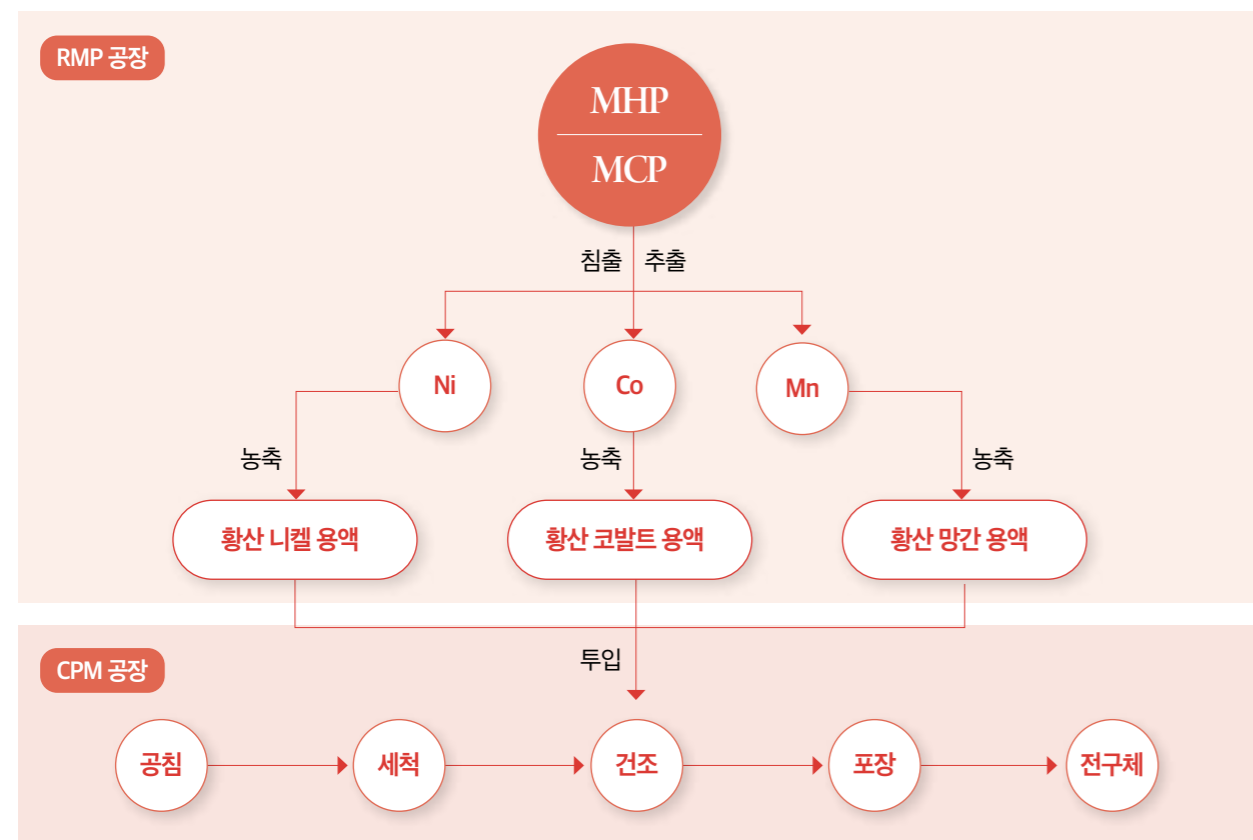 RMP 공장
MHP
MCP
침출 추출
Ni
Co
Mn
농축
농축
농축
황산 니켈 용액
황산 코발트 용액
황산 망간 용액
CPM 공장
투입
공침
세척
건조
포장
전구체